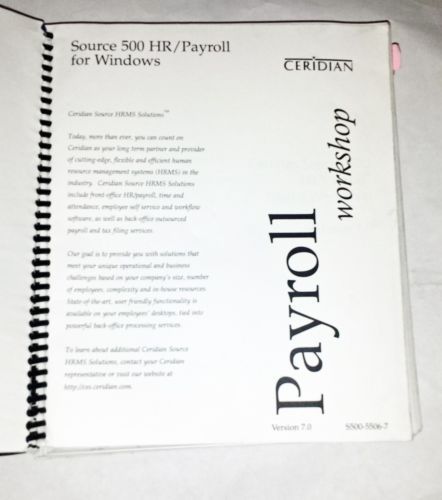 Source 500 HR/Payroll
for Windows
CERIDIAN
Ceridian Source HRMS Solutions™
Today, more than ever, you can count on
Ceridian as your long term partner and provider
of cutting-edge, flexible and efficient human
resource management systems (HRMS) in the
industry. Ceridian Source HRMS Solutions
include front-office HR/payroll, time and
attendance, employee self service and workflow
software, as well as back-office outsourced
payroll and tax filing services.
Our goal is to provide you with solutions that
meet your unique operational and business
challenges based on your company's size, number
of employees, complexity and in-house resources.
State-of-the-art, user friendly functionality is
available on your employees' desktops, tied into
powerful back-office processing services.
To learn about additional Ceridian Source
HRMS Solutions, contact your Ceridian
representative or visit our website at
http://ces.ceridian.com.
Payroll
workshop
Version 7.0
S500-5506-7